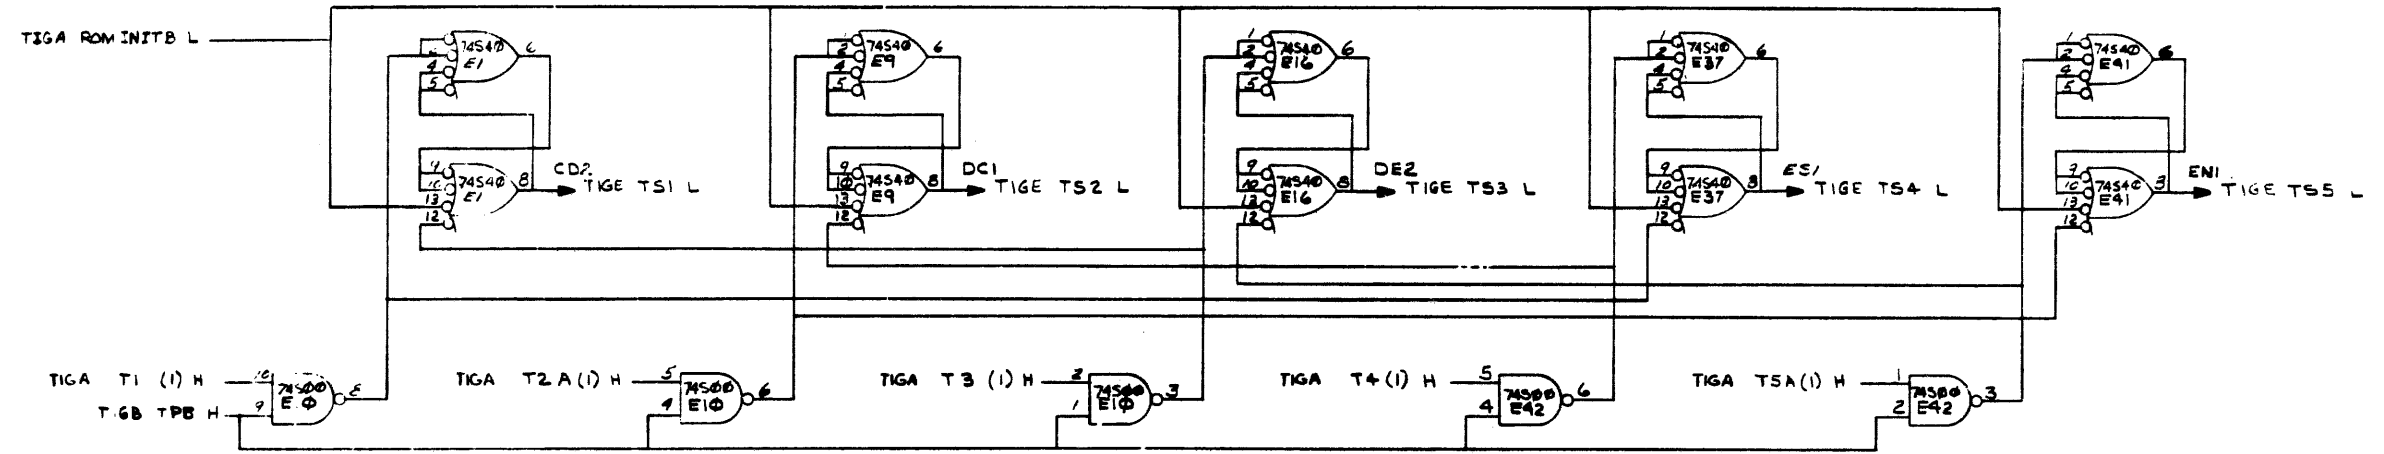 TIGA ROM INITB L
1 2 4 5 74S40 E1 6
1 2 4 5 74S40 E9 6
1 2 4 5 74S40 E16 6
1 2 4 5 74S40 E37 6
1 2 4 5 74S40 E41 6
9 10 13 12 74S40 E1 8 CD2 TIGE TS1 L
9 10 13 12 74S40 E9 8 DC1 TIGE TS2 L
9 10 13 12 74S40 E16 8 DE2 TIGE TS3 L
9 10 13 12 74S40 E37 8 ES1 TIGE TS4 L
9 10 13 12 74S40 E41 EN1 TIGE TS5 L
TIGA T1 (1) H 10
TIGB TPB H 9
74S00
TIGA T2A(1) H 5
4
74S00 E10 6
TIGA T3 (1) H 2
1
74S00 E10 3
TIGA T4(1) H 5
4
74S00 E42 6
TIGA T5A(1) H 1
2
74S00 E42 3